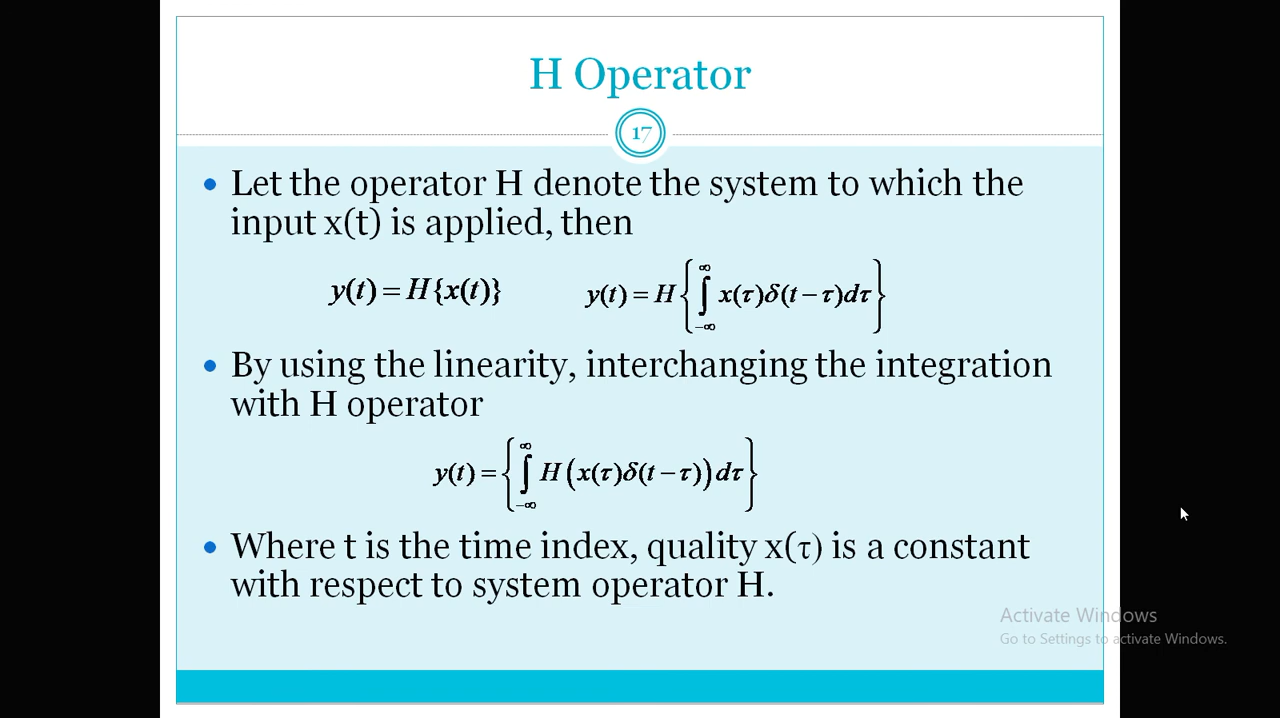 H Operator
17
• Let the operator H denote the system to which the
input x(t) is applied, then
y(t) = H{x(t)} y(t) = H{∫_{-∞}^{∞} x(τ)δ(t − τ)dτ}
• By using the linearity, interchanging the integration
with H operator
y(t) = {∫_{-∞}^{∞} H(x(τ)δ(t − τ))dτ}
• Where t is the time index, quality x(τ) is a constant
with respect to system operator H.
Activate Windows
Go to Settings to activate Windows.